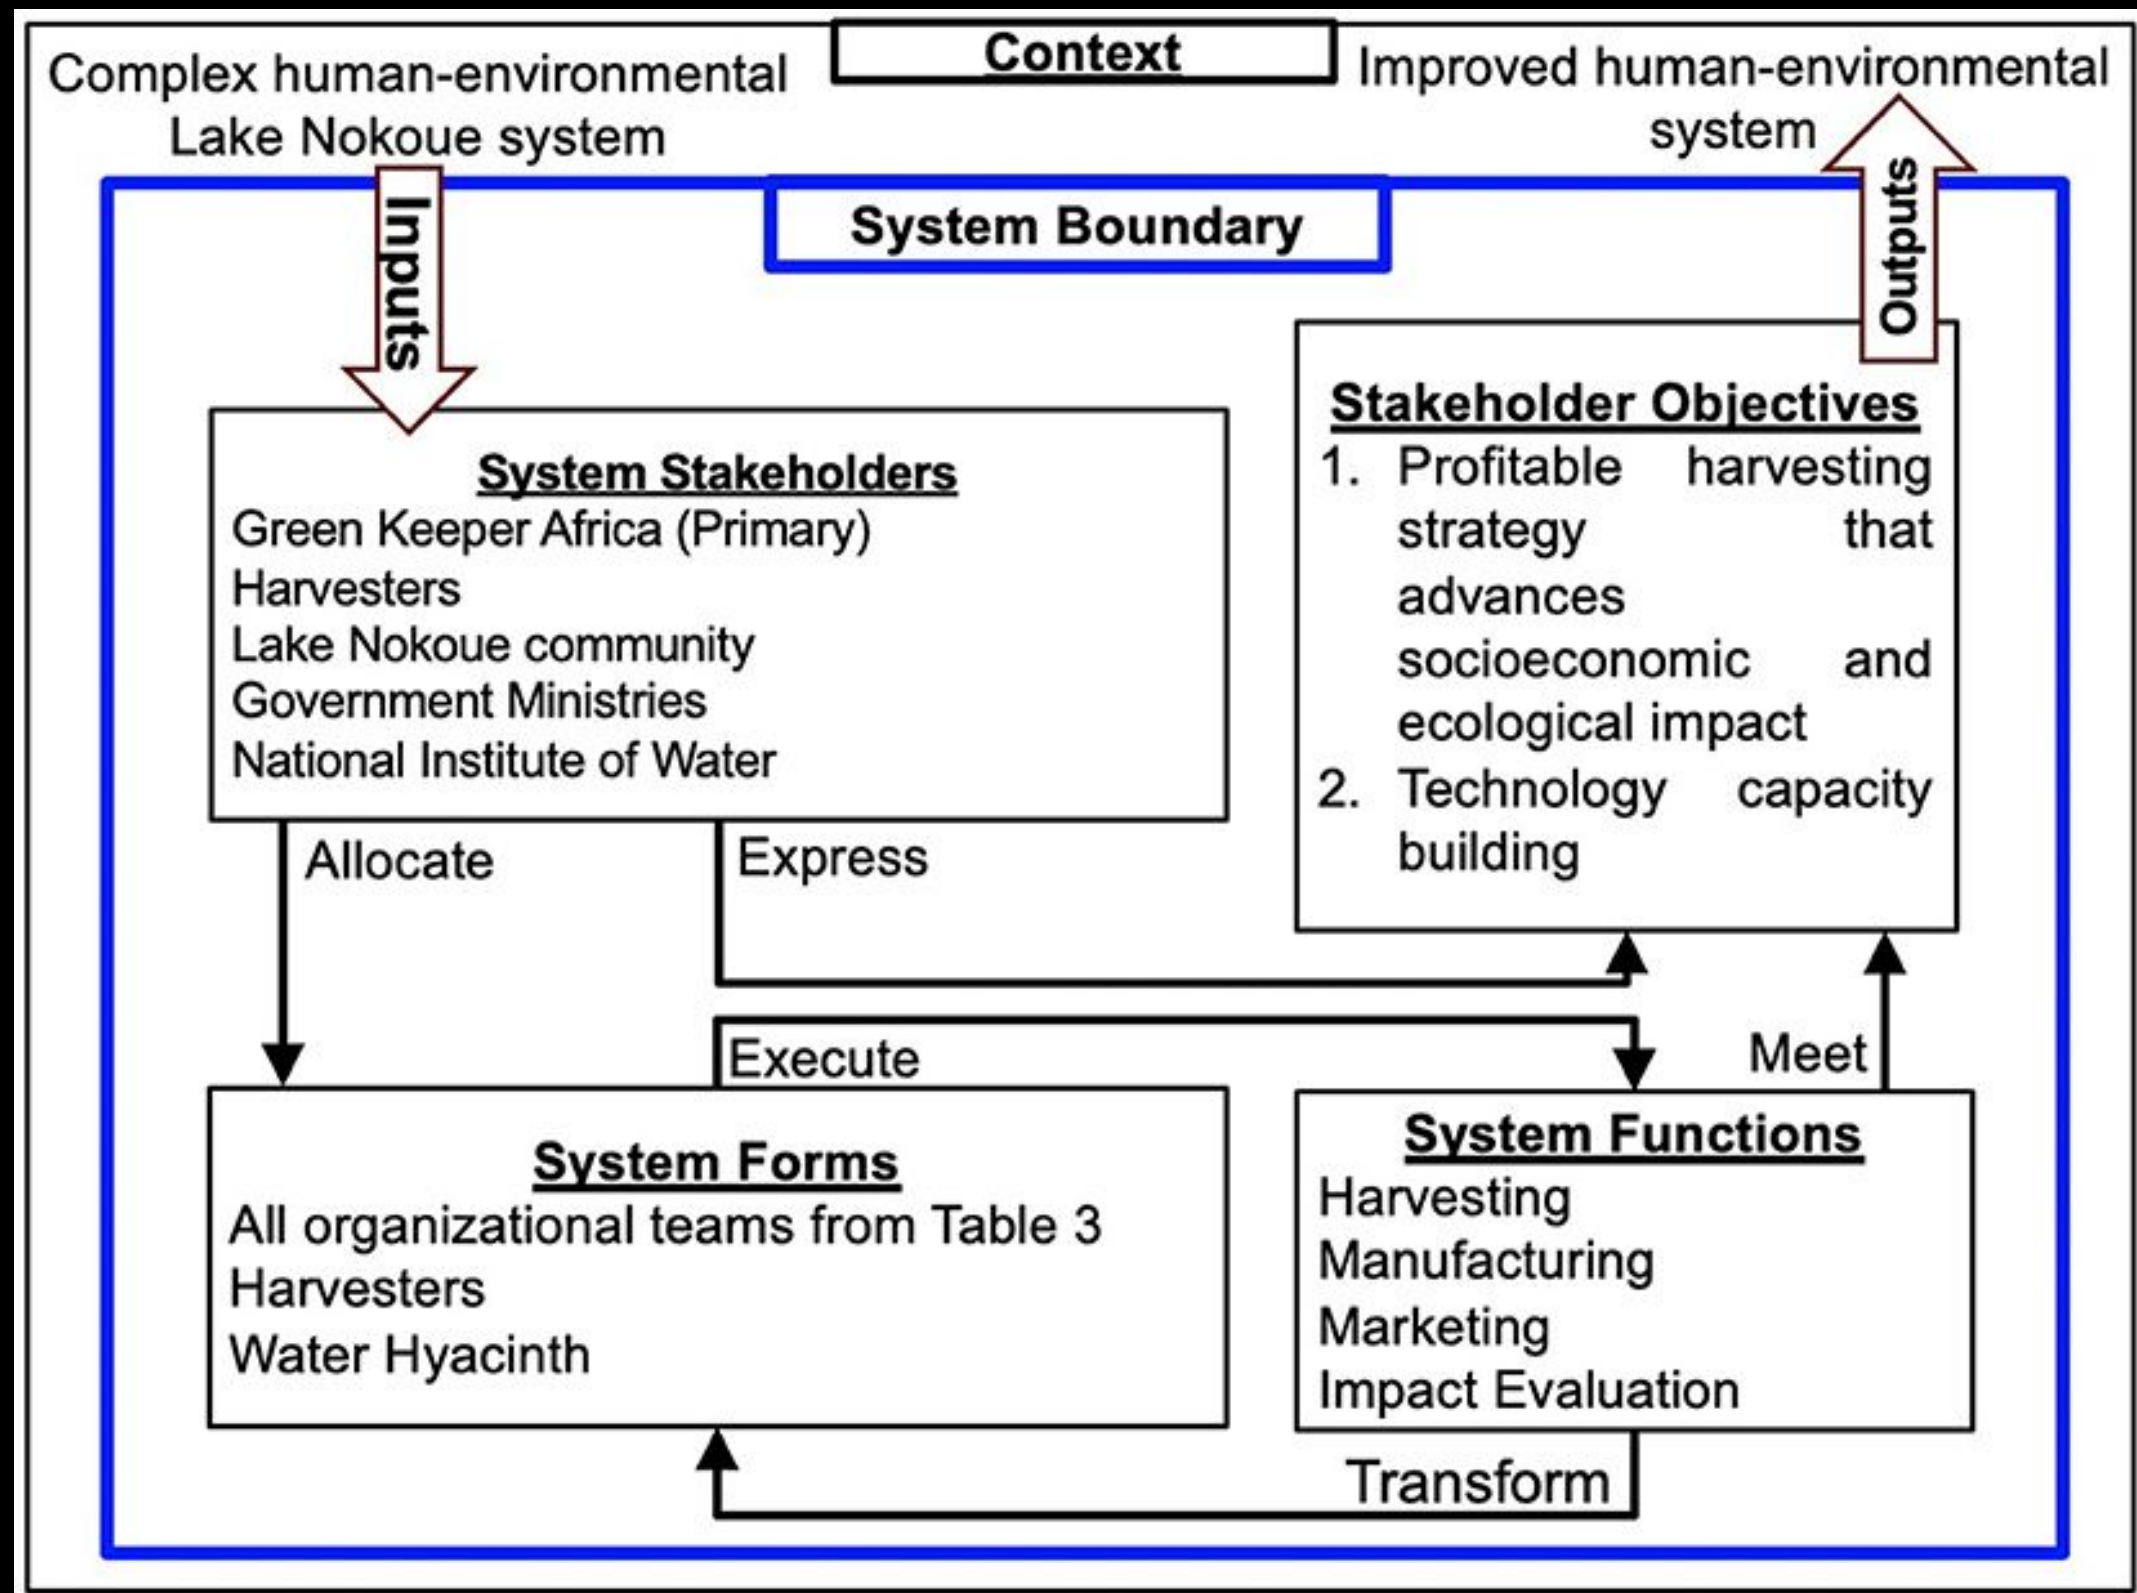 Context
Complex human-environmental
Lake Nokoue system
Improved human-environmental
system
System Boundary
Inputs
Outputs
System Stakeholders
Green Keeper Africa (Primary)
Harvesters
Lake Nokoue community
Government Ministries
National Institute of Water
Stakeholder Objectives
1. Profitable harvesting
strategy that
advances
socioeconomic and
ecological impact
2. Technology capacity
building
Allocate
Express
Execute
Meet
System Forms
All organizational teams from Table 3
Harvesters
Water Hyacinth
System Functions
Harvesting
Manufacturing
Marketing
Impact Evaluation
Transform